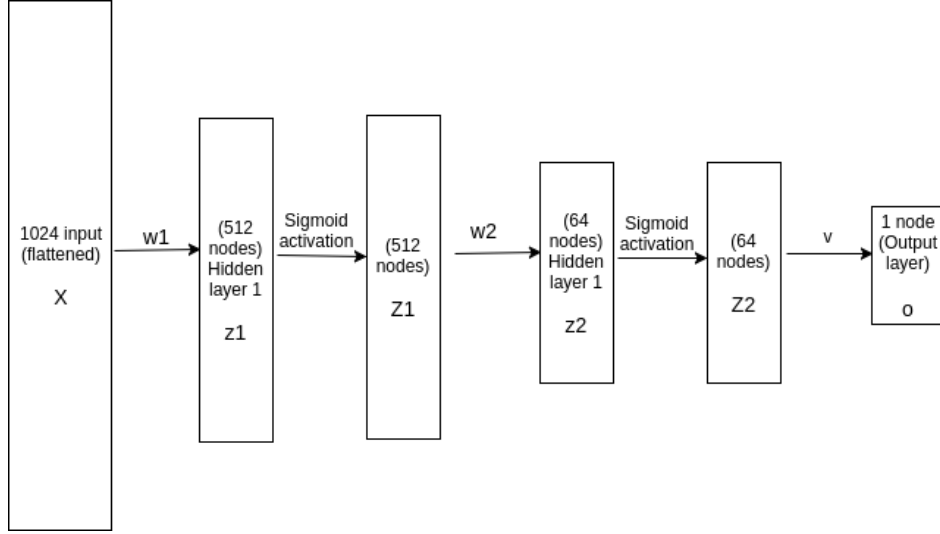 1024 input
(flattened)
X
w1
(512
nodes)
Hidden
layer 1
z1
Sigmoid
activation
(512
nodes)
Z1
w2
(64
nodes)
Hidden
layer 1
z2
Sigmoid
activation
(64
nodes)
Z2
v
1 node
(Output
layer)
o